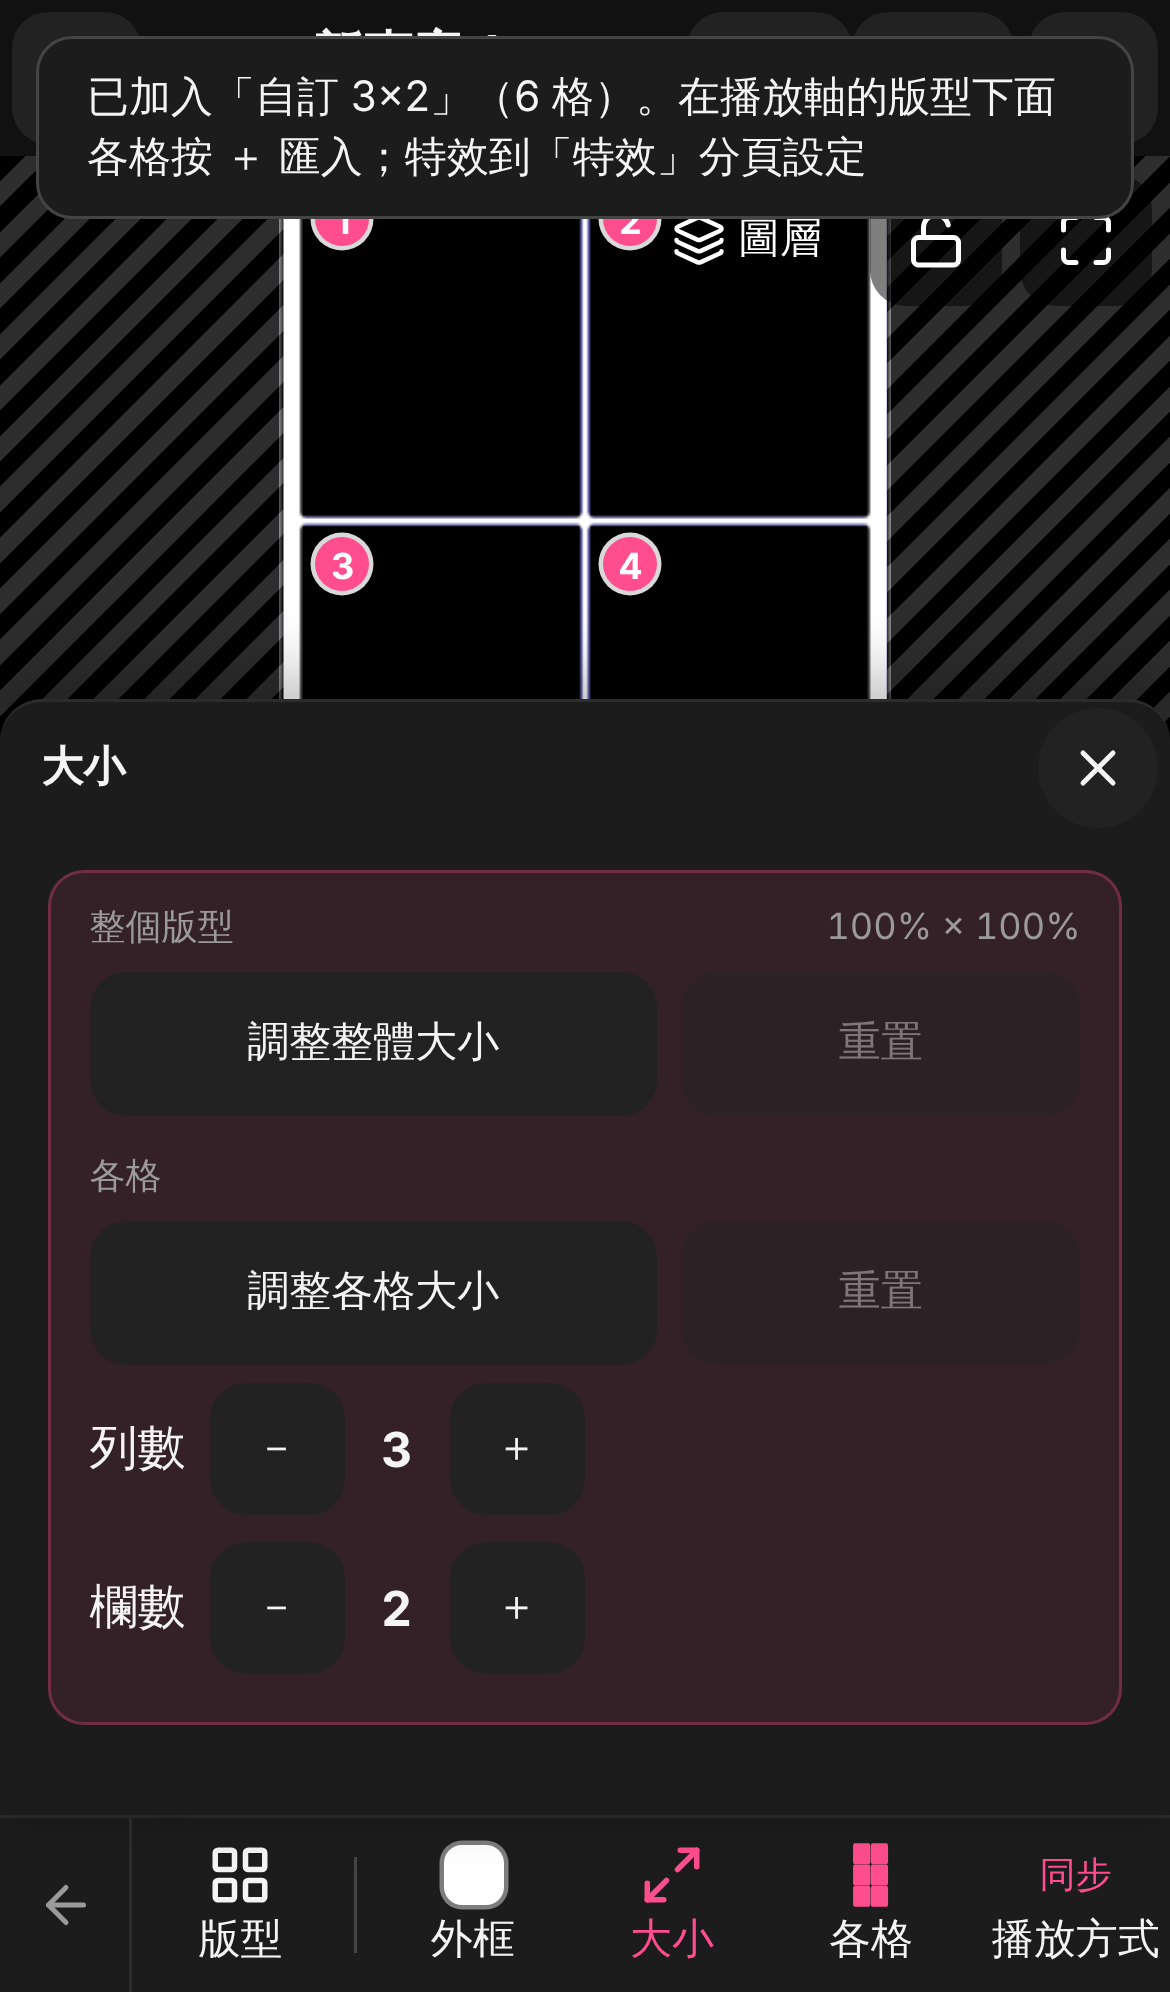 已加入「自訂 3×2」（6 格）。在播放軸的版型下面
各格按 ＋ 匯入；特效到「特效」分頁設定
1
2
圖層
3
4
大小
整個版型
100% × 100%
調整整體大小
重置
各格
調整各格大小
重置
列數
−
3
+
欄數
−
2
+
版型
外框
大小
各格
同步
播放方式